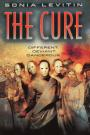 SONIA LEVITIN
THE CURE
DIFFERENT.
DEVIANT.
DANGEROUS.